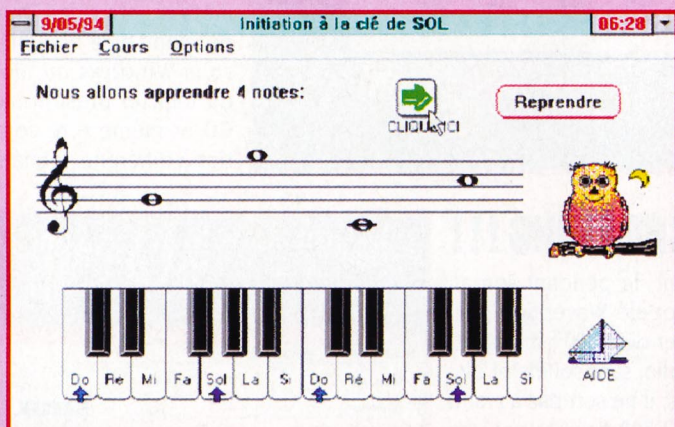 9/05/94 Initiation à la clé de SOL 06:28
Fichier Cours Options
Nous allons apprendre 4 notes:
Reprendre
Do Ré Mi Fa Sol La Si Do Ré Mi Fa Sol La Si
AIDE